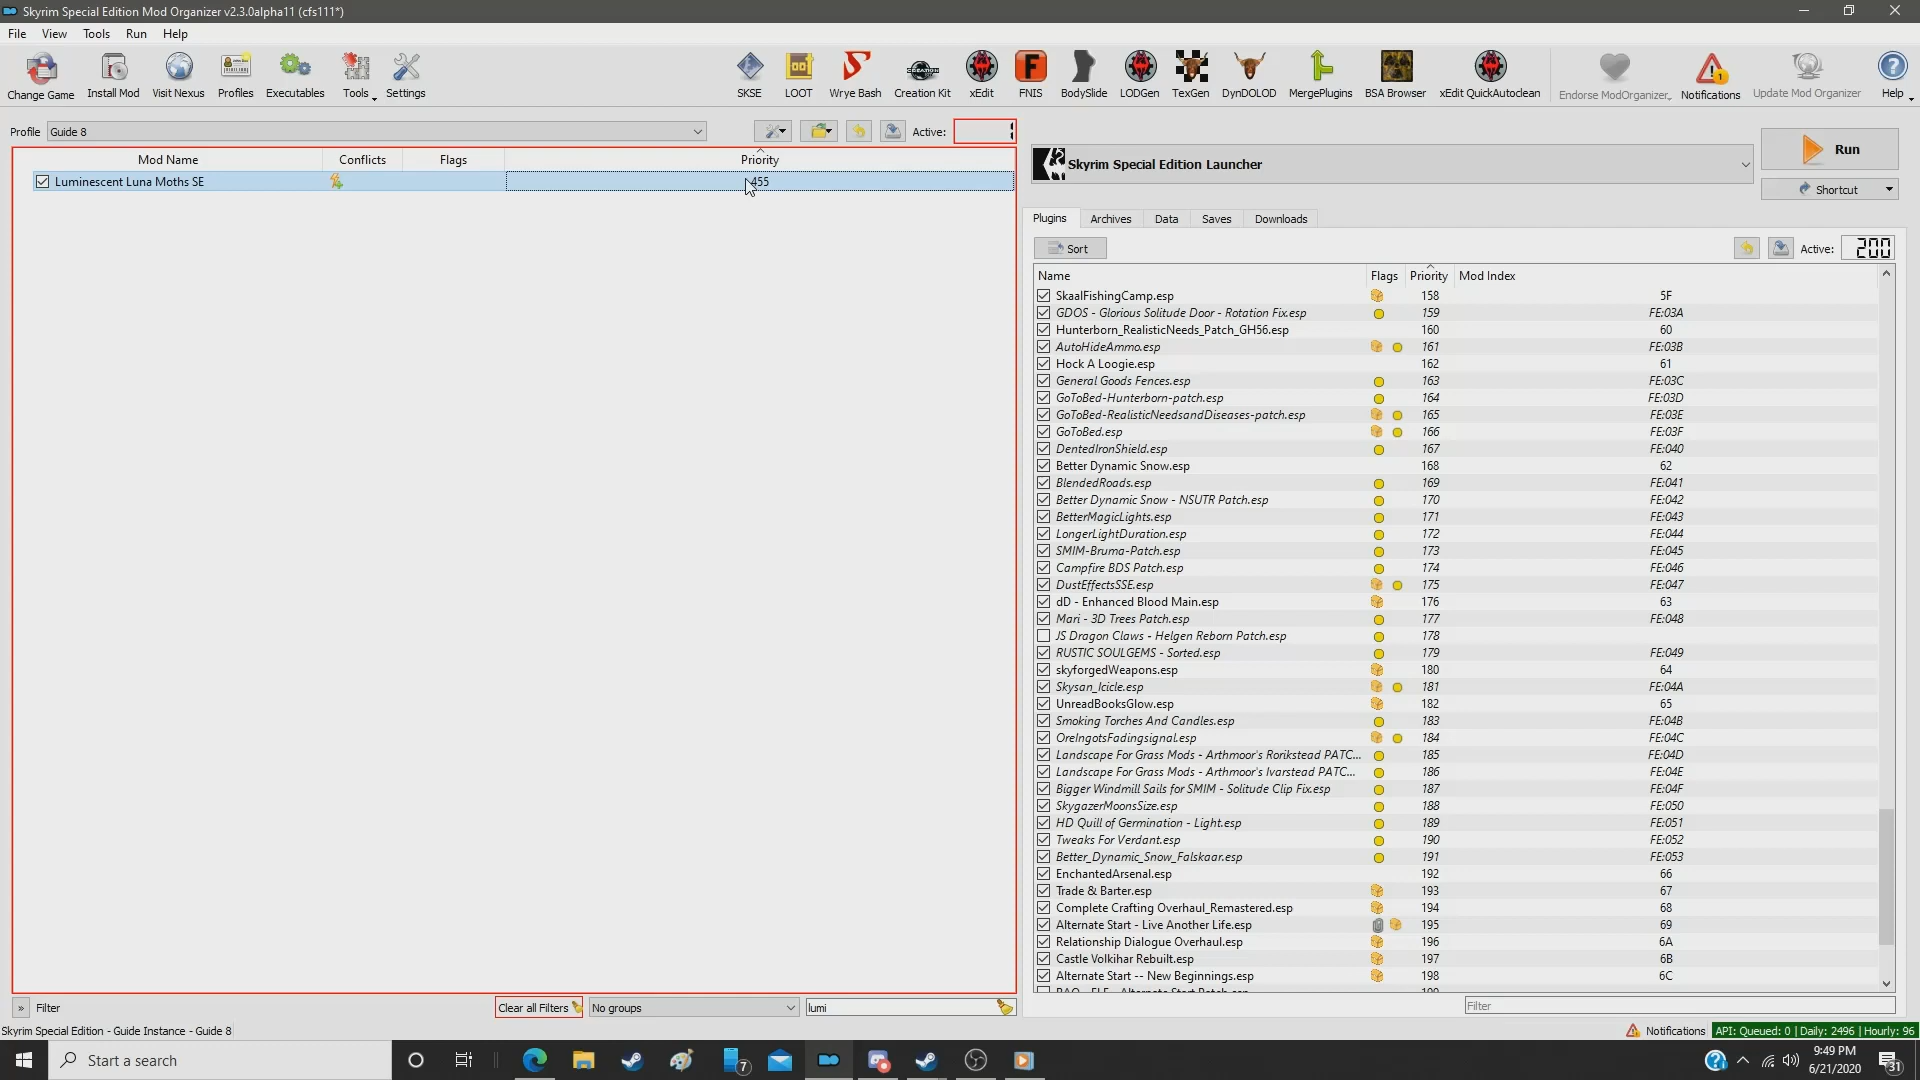 Skyrim Special Edition Mod Organizer v2.3.0alpha11 (cfs111*)
File View Tools Run Help
Change Game Install Mod Visit Nexus Profiles Executables Tools Settings SKSE LOOT Wrye Bash Creation Kit xEdit FNIS BodySlide LODGen TexGen DynDOLOD MergePlugins BSA Browser xEdit QuickAutoclean Endorse ModOrganizer Notifications Update Mod Organizer Help
Profile Guide 8 Active:
Mod Name Conflicts Flags Priority
Luminescent Luna Moths SE 455
Skyrim Special Edition Launcher
Run
Shortcut
Plugins Archives Data Saves Downloads
Sort Active: 200
Name Flags Priority Mod Index
SkaalFishingCamp.esp 158 5F
GDOS - Glorious Solitude Door - Rotation Fix.esp 159 FE:03A
Hunterborn_RealisticNeeds_Patch_GH56.esp 160 60
AutoHideAmmo.esp 161 FE:03B
Hock A Loogie.esp 162 61
General Goods Fences.esp 163 FE:03C
GoToBed-Hunterborn-patch.esp 164 FE:03D
GoToBed-RealisticNeedsandDiseases-patch.esp 165 FE:03E
GoToBed.esp 166 FE:03F
DentedIronShield.esp 167 FE:040
Better Dynamic Snow.esp 168 62
BlendedRoads.esp 169 FE:041
Better Dynamic Snow - NSUTR Patch.esp 170 FE:042
BetterMagicLights.esp 171 FE:043
LongerLightDuration.esp 172 FE:044
SMIM-Bruma-Patch.esp 173 FE:045
Campfire BDS Patch.esp 174 FE:046
DustEffectsSSE.esp 175 FE:047
dD - Enhanced Blood Main.esp 176 63
Mari - 3D Trees Patch.esp 177 FE:048
JS Dragon Claws - Helgen Reborn Patch.esp 178
RUSTIC SOULGEMS - Sorted.esp 179 FE:049
skyforgedWeapons.esp 180 64
Skysan_Icicle.esp 181 FE:04A
UnreadBooksGlow.esp 182 65
Smoking Torches And Candles.esp 183 FE:04B
OreIngotsFadingsignal.esp 184 FE:04C
Landscape For Grass Mods - Arthmoor's Rorikstead PATC... 185 FE:04D
Landscape For Grass Mods - Arthmoor's Ivarstead PATC... 186 FE:04E
Bigger Windmill Sails for SMIM - Solitude Clip Fix.esp 187 FE:04F
SkygazerMoonsSize.esp 188 FE:050
HD Quill of Germination - Light.esp 189 FE:051
Tweaks For Verdant.esp 190 FE:052
Better_Dynamic_Snow_Falskaar.esp 191 FE:053
EnchantedArsenal.esp 192 66
Trade & Barter.esp 193 67
Complete Crafting Overhaul_Remastered.esp 194 68
Alternate Start - Live Another Life.esp 195 69
Relationship Dialogue Overhaul.esp 196 6A
Castle Volkihar Rebuilt.esp 197 6B
Alternate Start -- New Beginnings.esp 198 6C
» Filter Clear all Filters No groups lumi Filter
Skyrim Special Edition - Guide Instance - Guide 8 Notifications API: Queued: 0 | Daily: 2496 | Hourly: 96
Start a search 7 9:49 PM
6/21/2020 31